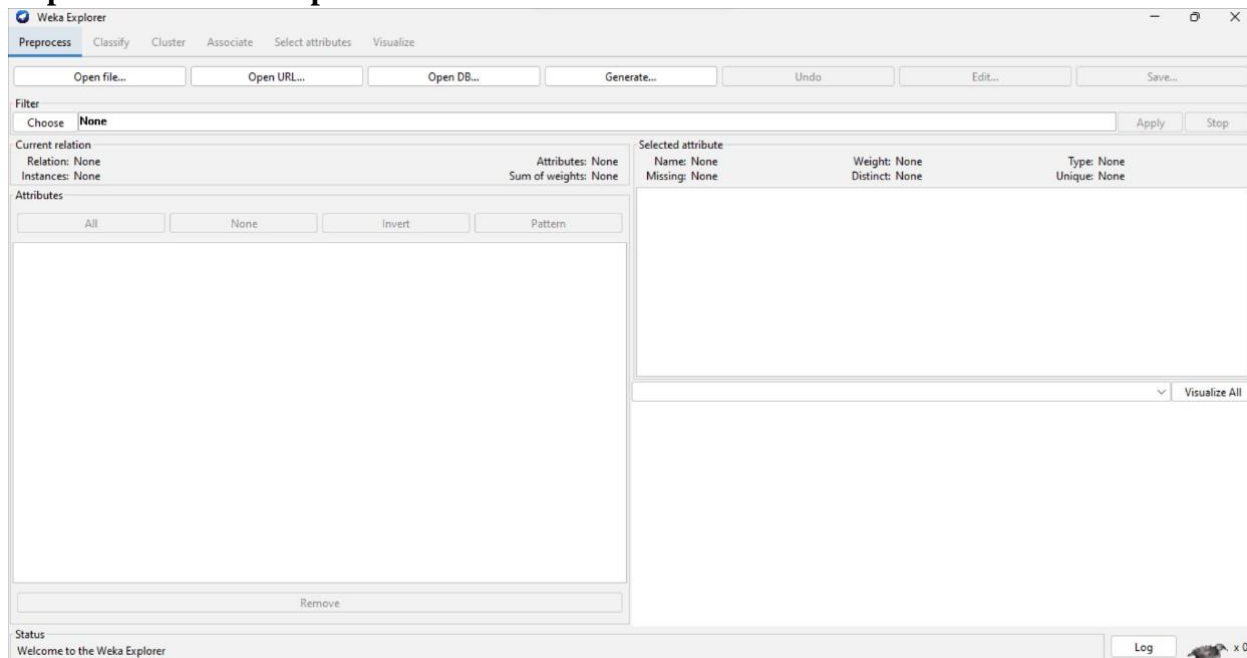 Weka Explorer
Preprocess Classify Cluster Associate Select attributes Visualize
Open file... Open URL... Open DB... Generate... Undo Edit... Save...
Filter
Choose None Apply Stop
Current relation
Relation: None Attributes: None
Instances: None Sum of weights: None
Selected attribute
Name: None Weight: None Type: None
Missing: None Distinct: None Unique: None
Attributes
All None Invert Pattern
Visualize All
Remove
Status
Welcome to the Weka Explorer
Log x 0